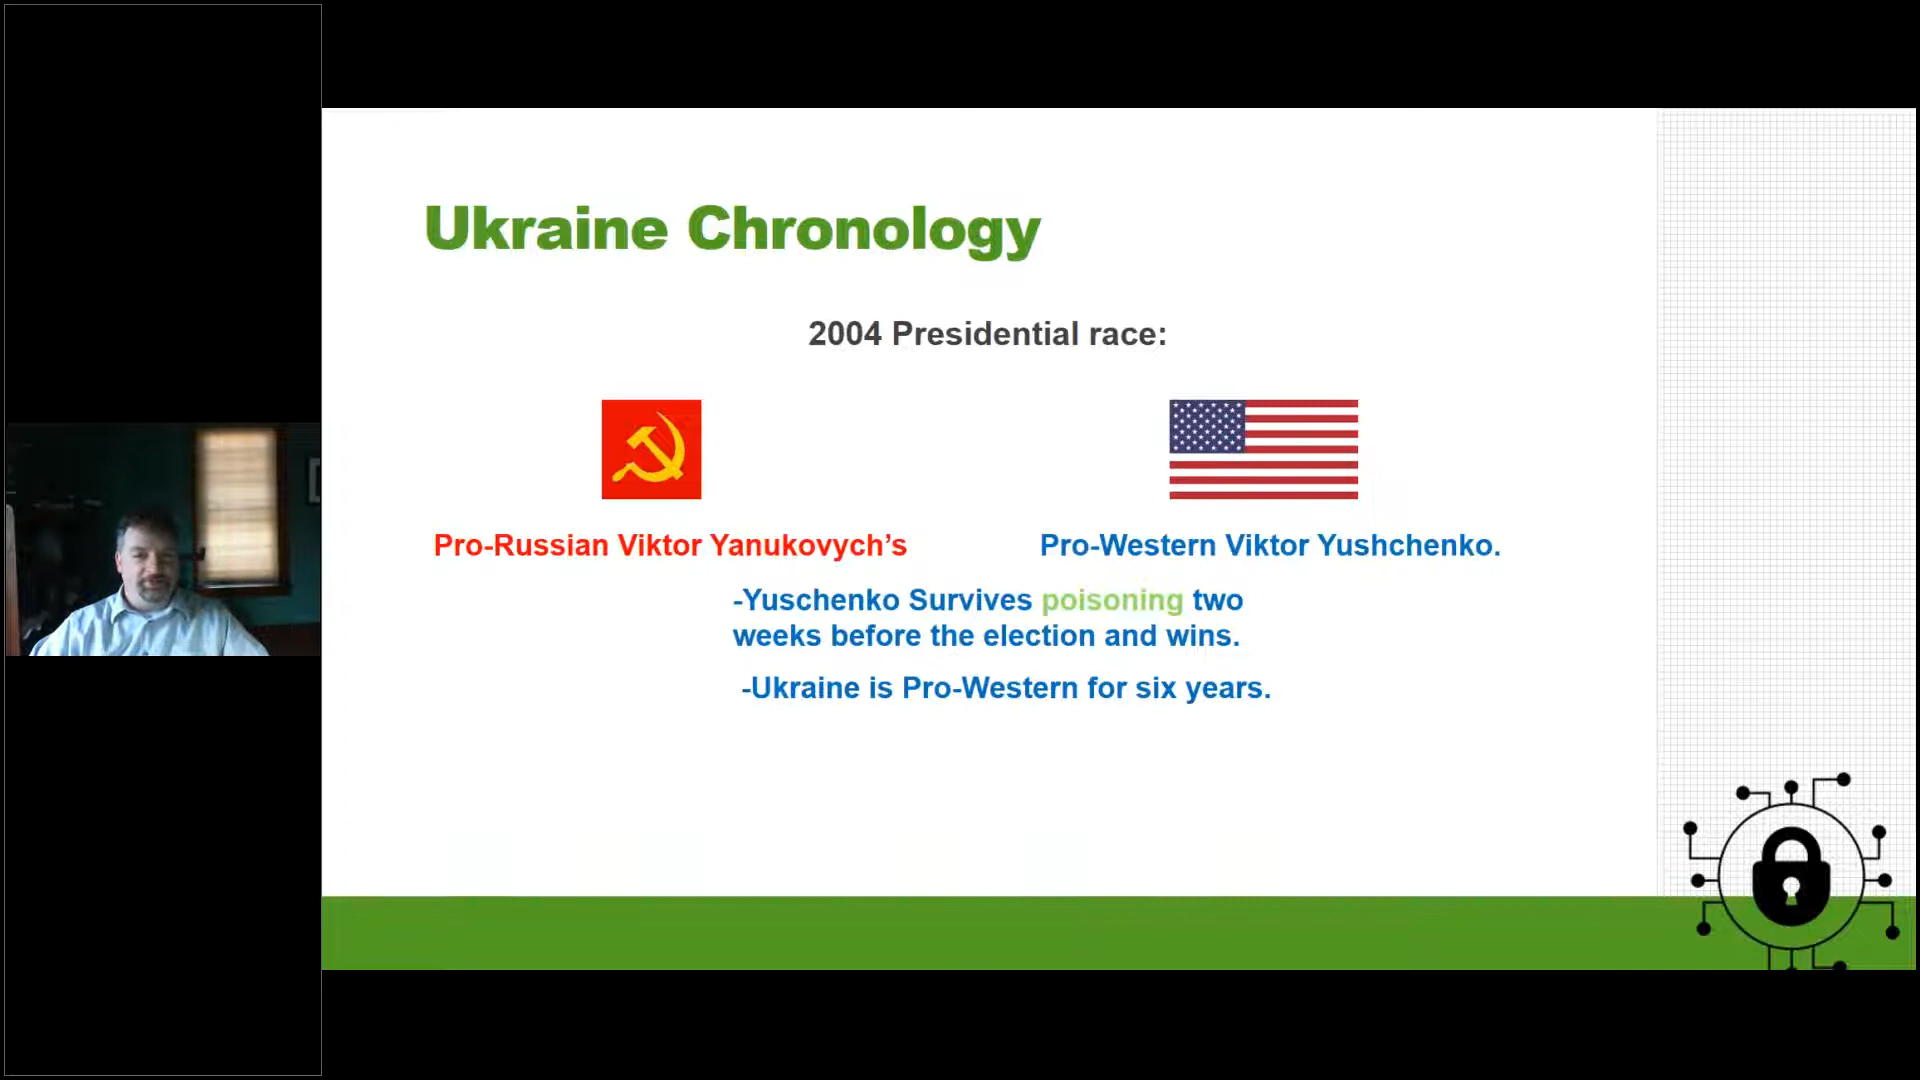 Ukraine Chronology
2004 Presidential race:
Pro-Russian Viktor Yanukovych’s
Pro-Western Viktor Yushchenko.
-Yuschenko Survives poisoning two
weeks before the election and wins.
-Ukraine is Pro-Western for six years.